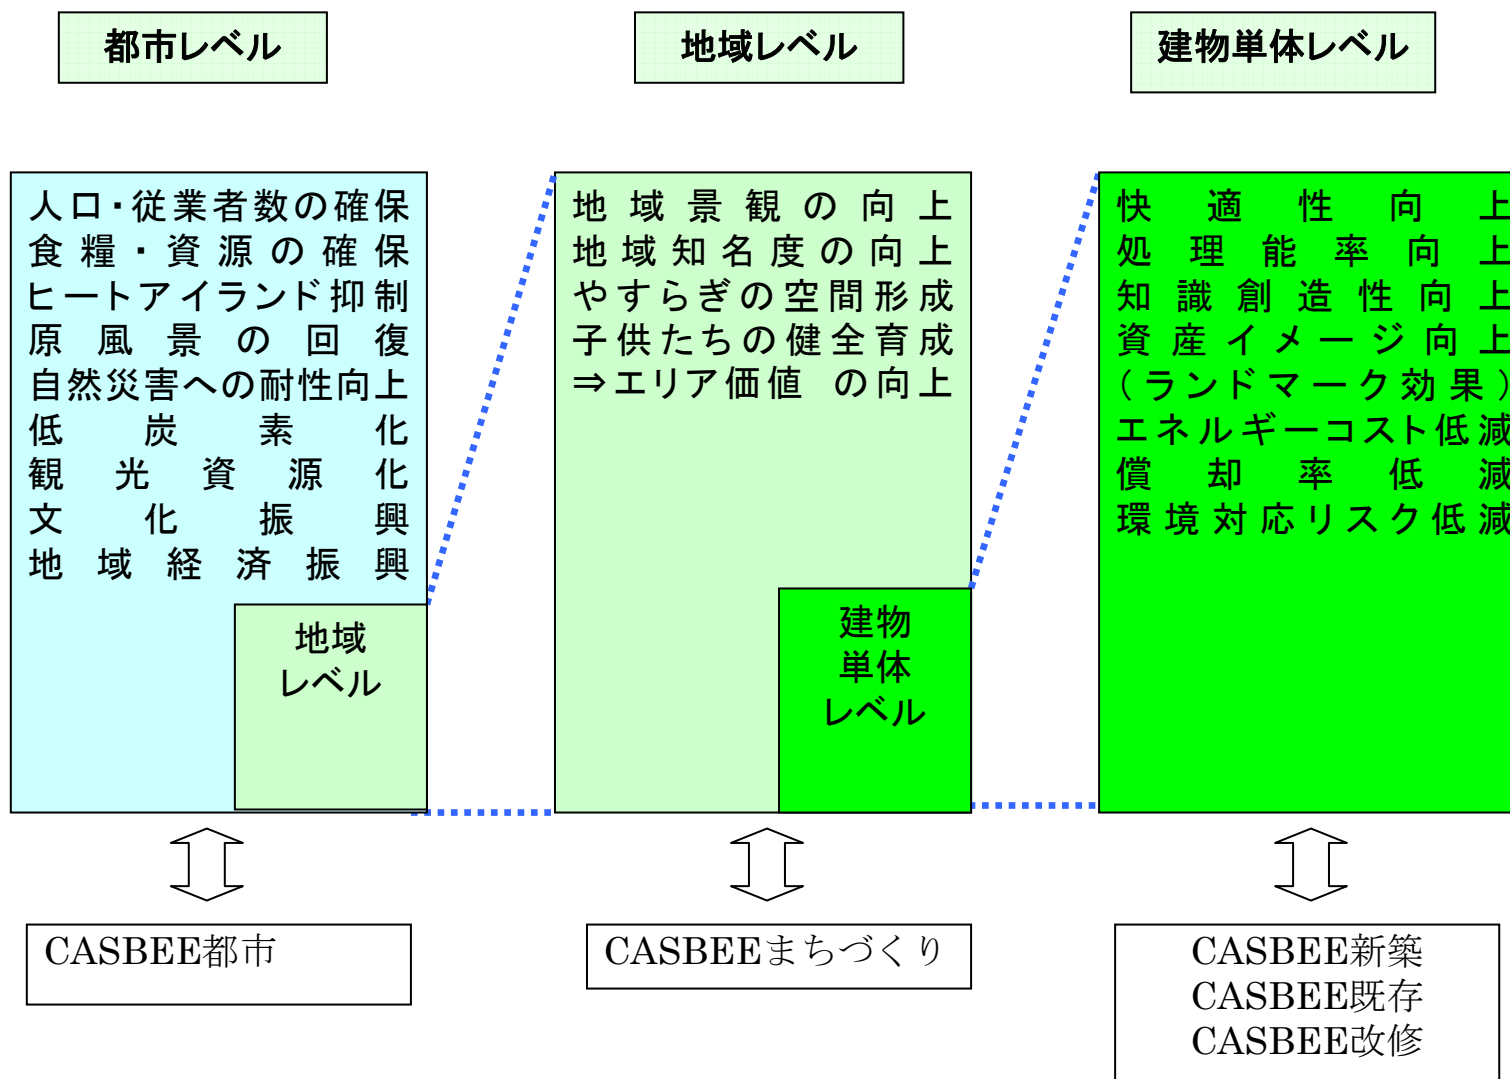 都市レベル
地域レベル
建物単体レベル
人口・従業者数の確保
食糧・資源の確保
ヒートアイランド抑制
原風景の回復
自然災害への耐性向上
低炭素化
観光資源化
文化振興
地域経済振興
地域
レベル
地域景観の向上
地域知名度の向上
やすらぎの空間形成
子供たちの健全育成
⇒エリア価値 の向上
建物
単体
レベル
快適性向上
処理能率向上
知識創造性向上
資産イメージ向上
（ランドマーク効果）
エネルギーコスト低減
償却率低減
環境対応リスク低減
CASBEE都市
CASBEEまちづくり
CASBEE新築
CASBEE既存
CASBEE改修